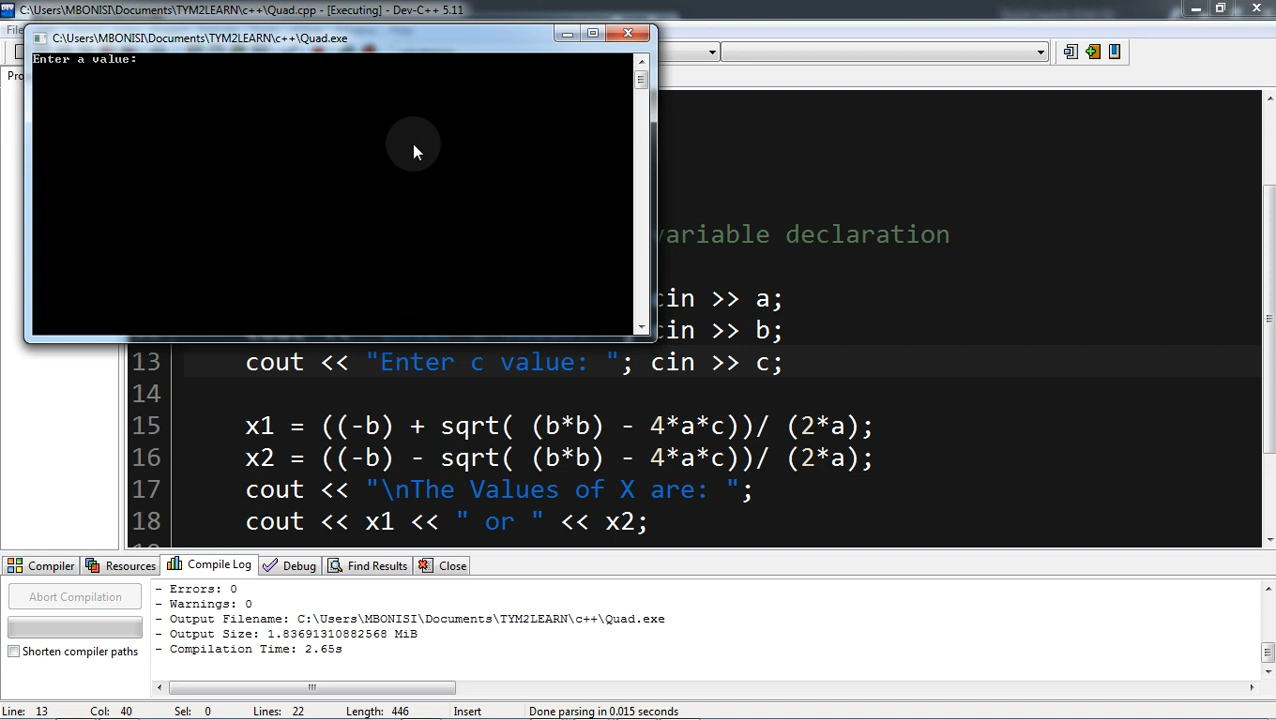 C:\Users\MBONISI\Documents\TYM2LEARN\c++\Quad.cpp - [Executing] - Dev-C++ 5.11
C:\Users\MBONISI\Documents\TYM2LEARN\c++\Quad.exe
Enter a value:
variable declaration
cin >> a;
cin >> b;
13 cout << "Enter c value: "; cin >> c;
14
15 x1 = ((-b) + sqrt( (b*b) - 4*a*c))/ (2*a);
16 x2 = ((-b) - sqrt( (b*b) - 4*a*c))/ (2*a);
17 cout << "\nThe Values of X are: ";
18 cout << x1 << " or " << x2;
Compiler Resources Compile Log Debug Find Results Close
Abort Compilation
Shorten compiler paths
- Errors: 0
- Warnings: 0
- Output Filename: C:\Users\MBONISI\Documents\TYM2LEARN\c++\Quad.exe
- Output Size: 1.83691310882568 MiB
- Compilation Time: 2.65s
Line: 13 Col: 40 Sel: 0 Lines: 22 Length: 446 Insert Done parsing in 0.015 seconds